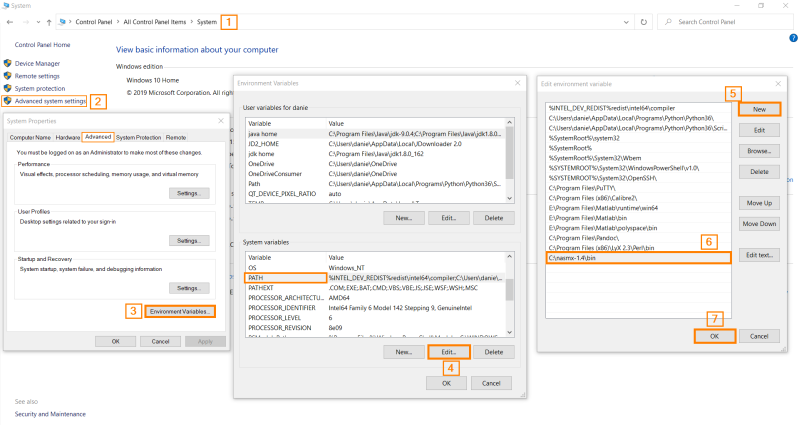 System
Control Panel > All Control Panel Items > System
1
Search Control Panel
Control Panel Home
Device Manager
Remote settings
System protection
Advanced system settings
2
View basic information about your computer
Windows edition
Windows 10 Home
© 2019 Microsoft Corporation. All righ
System Properties
Computer Name
Hardware
Advanced
System Protection
Remote
You must be logged on as an Administrator to make most of these changes.
Performance
Visual effects, processor scheduling, memory usage, and virtual memory
Settings...
User Profiles
Desktop settings related to your sign-in
Settings...
Startup and Recovery
System startup, system failure, and debugging information
Settings...
3
Environment Variables...
OK
Cancel
Apply
See also
Security and Maintenance
Environment Variables
User variables for danie
Variable Value
java home C:\Program Files\Java\jdk-9.0.4;C:\Program Files\Java\jdk1.8.0...
JD2_HOME C:\Users\danie\AppData\Local\JDownloader 2.0
jdk home C:\Program Files\Java\jdk1.8.0_162
OneDrive C:\Users\danie\OneDrive
OneDriveConsumer C:\Users\danie\OneDrive
Path C:\Users\danie\AppData\Local\Programs\Python\Python36\S...
QT_DEVICE_PIXEL_RATIO auto
New...
Edit...
Delete
System variables
Variable Value
OS Windows_NT
PATH %INTEL_DEV_REDIST%redist\intel64\compiler;C:\Users\danie\...
PATHEXT .COM;.EXE;.BAT;.CMD;.VBS;.VBE;.JS;.JSE;.WSF;.WSH;.MSC
PROCESSOR_ARCHITECTU... AMD64
PROCESSOR_IDENTIFIER Intel64 Family 6 Model 142 Stepping 9, GenuineIntel
PROCESSOR_LEVEL 6
PROCESSOR_REVISION 8e09
New...
Edit...
Delete
4
OK
Cancel
Edit environment variable
5
%INTEL_DEV_REDIST%redist\intel64\compiler
C:\Users\danie\AppData\Local\Programs\Python\Python36\
C:\Users\danie\AppData\Local\Programs\Python\Python36\Scri...
%SystemRoot%\system32
%SystemRoot%
%SystemRoot%\System32\Wbem
%SYSTEMROOT%\System32\WindowsPowerShell\v1.0\
%SYSTEMROOT%\System32\OpenSSH\
C:\Program Files\PuTTY\
C:\Program Files (x86)\Calibre2\
E:\Program Files\Matlab\runtime\win64
E:\Program Files\Matlab\bin
E:\Program Files\Matlab\polyspace\bin
C:\Program Files\Pandoc\
C:\Program Files (x86)\LyX 2.3\Perl\bin
C:\nasmx-1.4\bin
6
New
Edit
Browse...
Delete
Move Up
Move Down
Edit text...
7
OK
Cancel